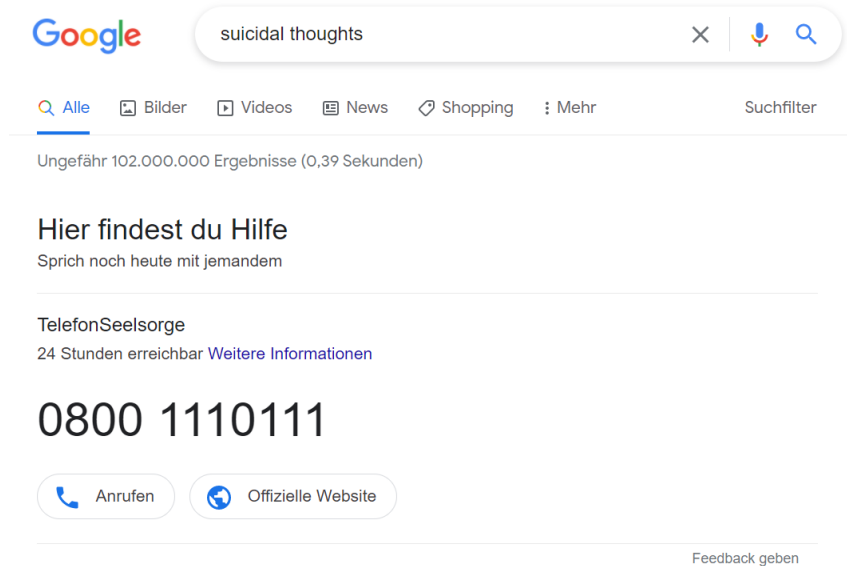 Google
suicidal thoughts
Alle Bilder Videos News Shopping Mehr Suchfilter
Ungefähr 102.000.000 Ergebnisse (0,39 Sekunden)
Hier findest du Hilfe
Sprich noch heute mit jemandem
TelefonSeelsorge
24 Stunden erreichbar Weitere Informationen
0800 1110111
Anrufen Offizielle Website
Feedback geben